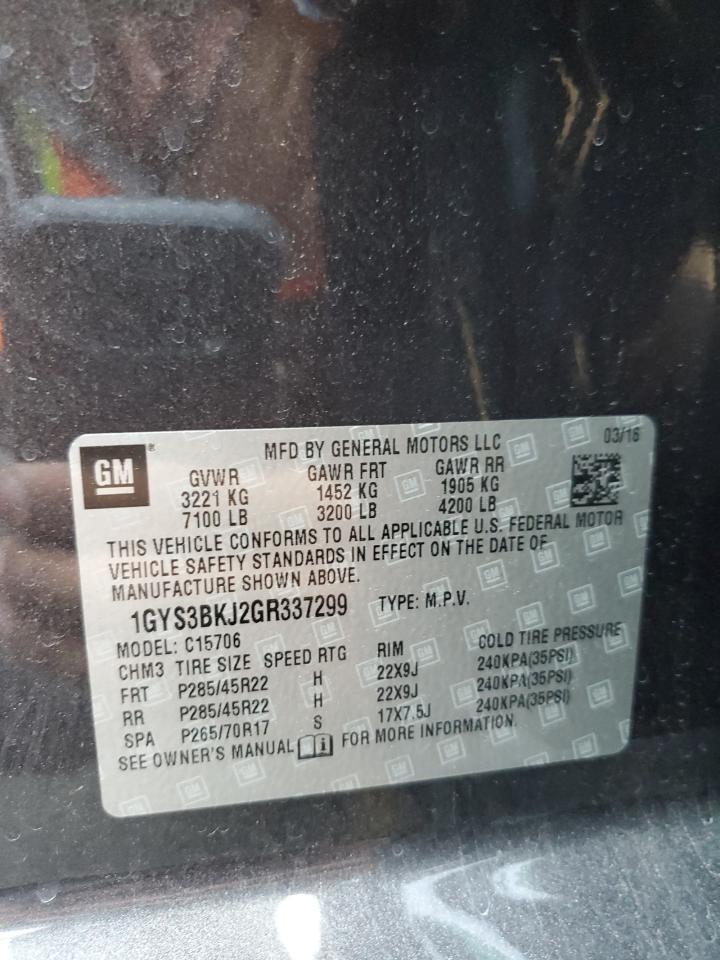 GM®
MFD BY GENERAL MOTORS LLC 03/16
GVWR GAWR FRT GAWR RR
3221 KG 1452 KG 1905 KG
7100 LB 3200 LB 4200 LB
THIS VEHICLE CONFORMS TO ALL APPLICABLE U.S. FEDERAL MOTOR
VEHICLE SAFETY STANDARDS IN EFFECT ON THE DATE OF
MANUFACTURE SHOWN ABOVE.
1GYS3BKJ2GR337299 TYPE: M.P.V.
MODEL: C15706
CHM3 TIRE SIZE SPEED RTG RIM COLD TIRE PRESSURE
FRT P285/45R22 H 22X9J 240KPA(35PSI)
RR P285/45R22 H 22X9J 240KPA(35PSI)
SPA P265/70R17 S 17X7.5J 240KPA(35PSI)
SEE OWNER'S MANUAL FOR MORE INFORMATION.